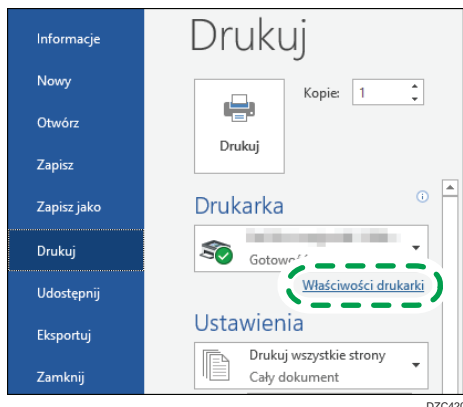 Informacje
Nowy
Otwórz
Zapisz
Zapisz jako
Drukuj
Udostępnij
Eksportuj
Zamknij
Drukuj
Kopie: 1
Drukuj
Drukarka
Właściwości drukarki
Ustawienia
Drukuj wszystkie strony
Cały dokument